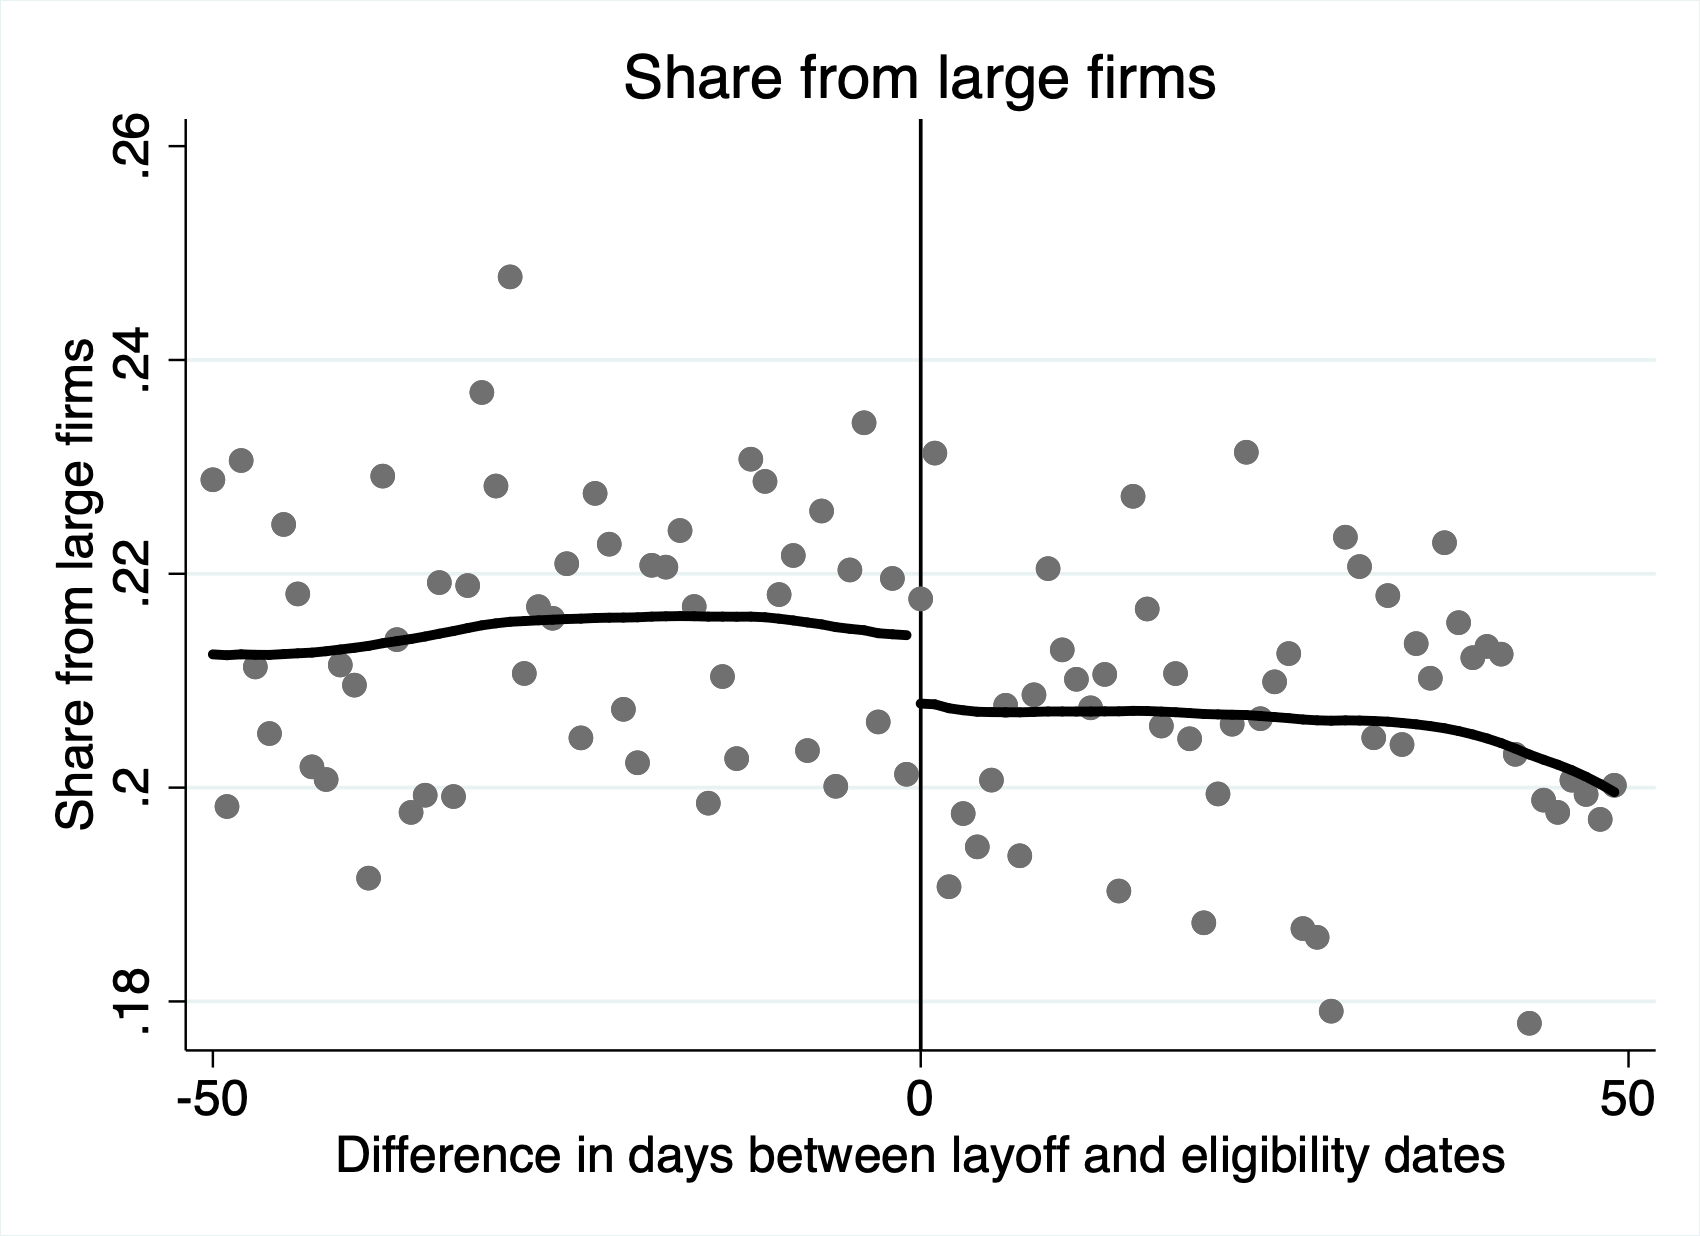 Share from large firms
.26
.24
.22
.2
.18
Share from large firms
-50
0
50
Difference in days between layoff and eligibility dates